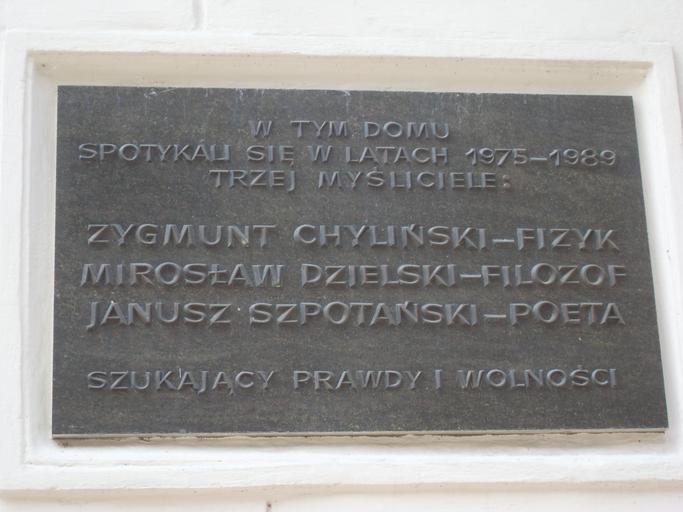 W TYM DOMU
SPOTYKALI SIĘ W LATACH 1975–1989
TRZEJ MYŚLICIELE:
ZYGMUNT CHYLIŃSKI–FIZYK
MIROSŁAW DZIELSKI–FILOZOF
JANUSZ SZPOTAŃSKI–POETA
SZUKAJĄCY PRAWDY I WOLNOŚCI